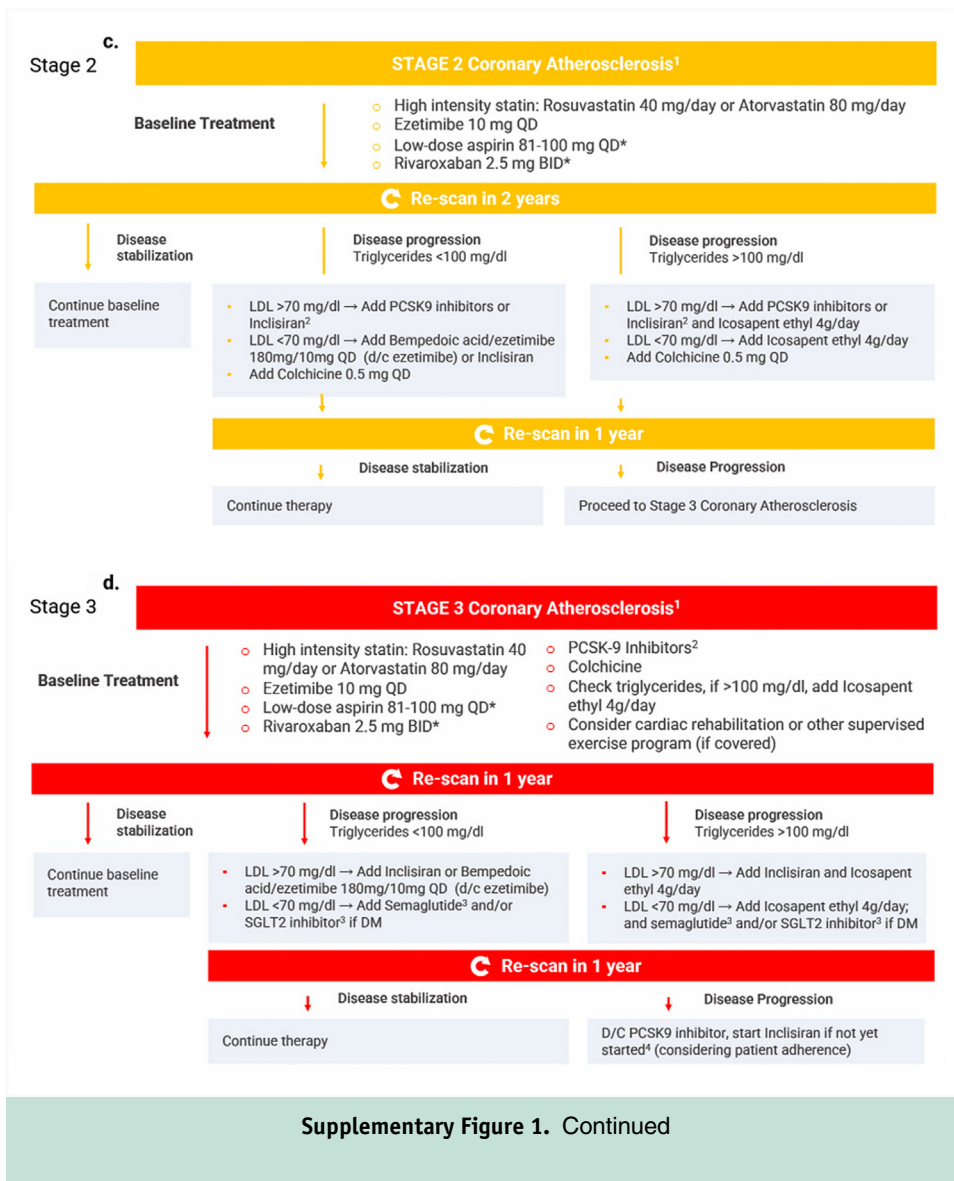 c.
Stage 2
STAGE 2 Coronary Atherosclerosis¹
Baseline Treatment
○ High intensity statin: Rosuvastatin 40 mg/day or Atorvastatin 80 mg/day
○ Ezetimibe 10 mg QD
○ Low-dose aspirin 81-100 mg QD*
○ Rivaroxaban 2.5 mg BID*
Re-scan in 2 years
Disease
stabilization
Continue baseline
treatment
Disease progression
Triglycerides <100 mg/dl
- LDL >70 mg/dl → Add PCSK9 inhibitors or
Inclisiran²
- LDL <70 mg/dl → Add Bempedoic acid/ezetimibe
180mg/10mg QD (d/c ezetimibe) or Inclisiran
- Add Colchicine 0.5 mg QD
Disease progression
Triglycerides >100 mg/dl
- LDL >70 mg/dl → Add PCSK9 inhibitors or
Inclisiran² and Icosapent ethyl 4g/day
- LDL <70 mg/dl → Add Icosapent ethyl 4g/day
- Add Colchicine 0.5 mg QD
Re-scan in 1 year
Disease stabilization
Continue therapy
Disease Progression
Proceed to Stage 3 Coronary Atherosclerosis
d.
Stage 3
STAGE 3 Coronary Atherosclerosis¹
Baseline Treatment
○ High intensity statin: Rosuvastatin 40
mg/day or Atorvastatin 80 mg/day
○ Ezetimibe 10 mg QD
○ Low-dose aspirin 81-100 mg QD*
○ Rivaroxaban 2.5 mg BID*
○ PCSK-9 Inhibitors²
○ Colchicine
○ Check triglycerides, if >100 mg/dl, add Icosapent
ethyl 4g/day
○ Consider cardiac rehabilitation or other supervised
exercise program (if covered)
Re-scan in 1 year
Disease
stabilization
Continue baseline
treatment
Disease progression
Triglycerides <100 mg/dl
▪ LDL >70 mg/dl → Add Inclisiran or Bempedoic
acid/ezetimibe 180mg/10mg QD (d/c ezetimibe)
▪ LDL <70 mg/dl → Add Semaglutide³ and/or
SGLT2 inhibitor³ if DM
Disease progression
Triglycerides >100 mg/dl
▪ LDL >70 mg/dl → Add Inclisiran and Icosapent
ethyl 4g/day
▪ LDL <70 mg/dl → Add Icosapent ethyl 4g/day;
and semaglutide³ and/or SGLT2 inhibitor³ if DM
Re-scan in 1 year
Disease stabilization
Continue therapy
Disease Progression
D/C PCSK9 inhibitor, start Inclisiran if not yet
started⁴ (considering patient adherence)
Supplementary Figure 1. Continued